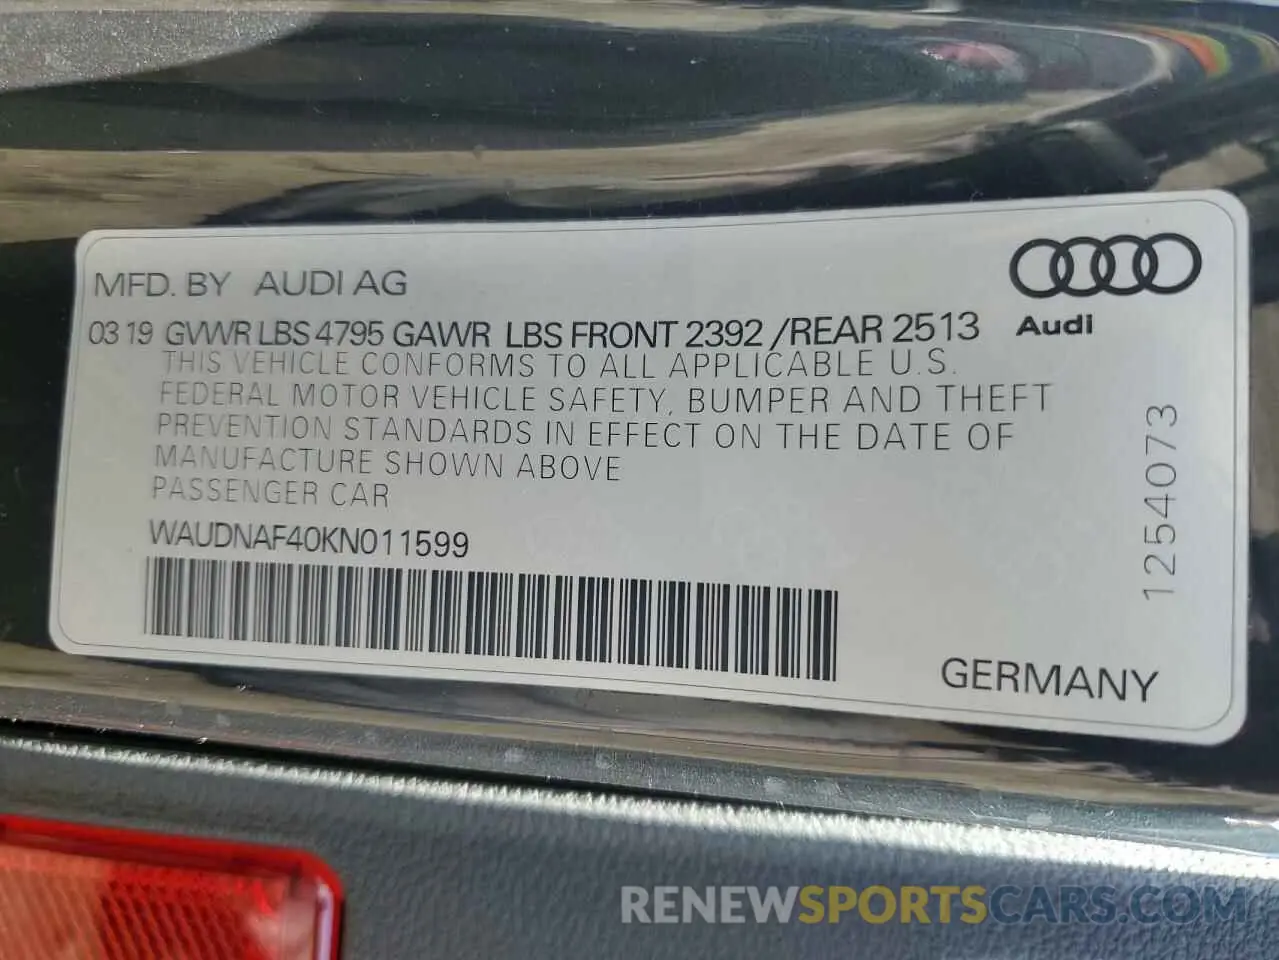 MFD. BY AUDI AG
03 19 GVWR LBS 4795 GAWR LBS FRONT 2392 /REAR 2513
Audi
THIS VEHICLE CONFORMS TO ALL APPLICABLE U.S.
FEDERAL MOTOR VEHICLE SAFETY, BUMPER AND THEFT
PREVENTION STANDARDS IN EFFECT ON THE DATE OF
MANUFACTURE SHOWN ABOVE
PASSENGER CAR
WAUDNAF40KN011599
1254073
GERMANY
RENEWSPORTSCARS.COM